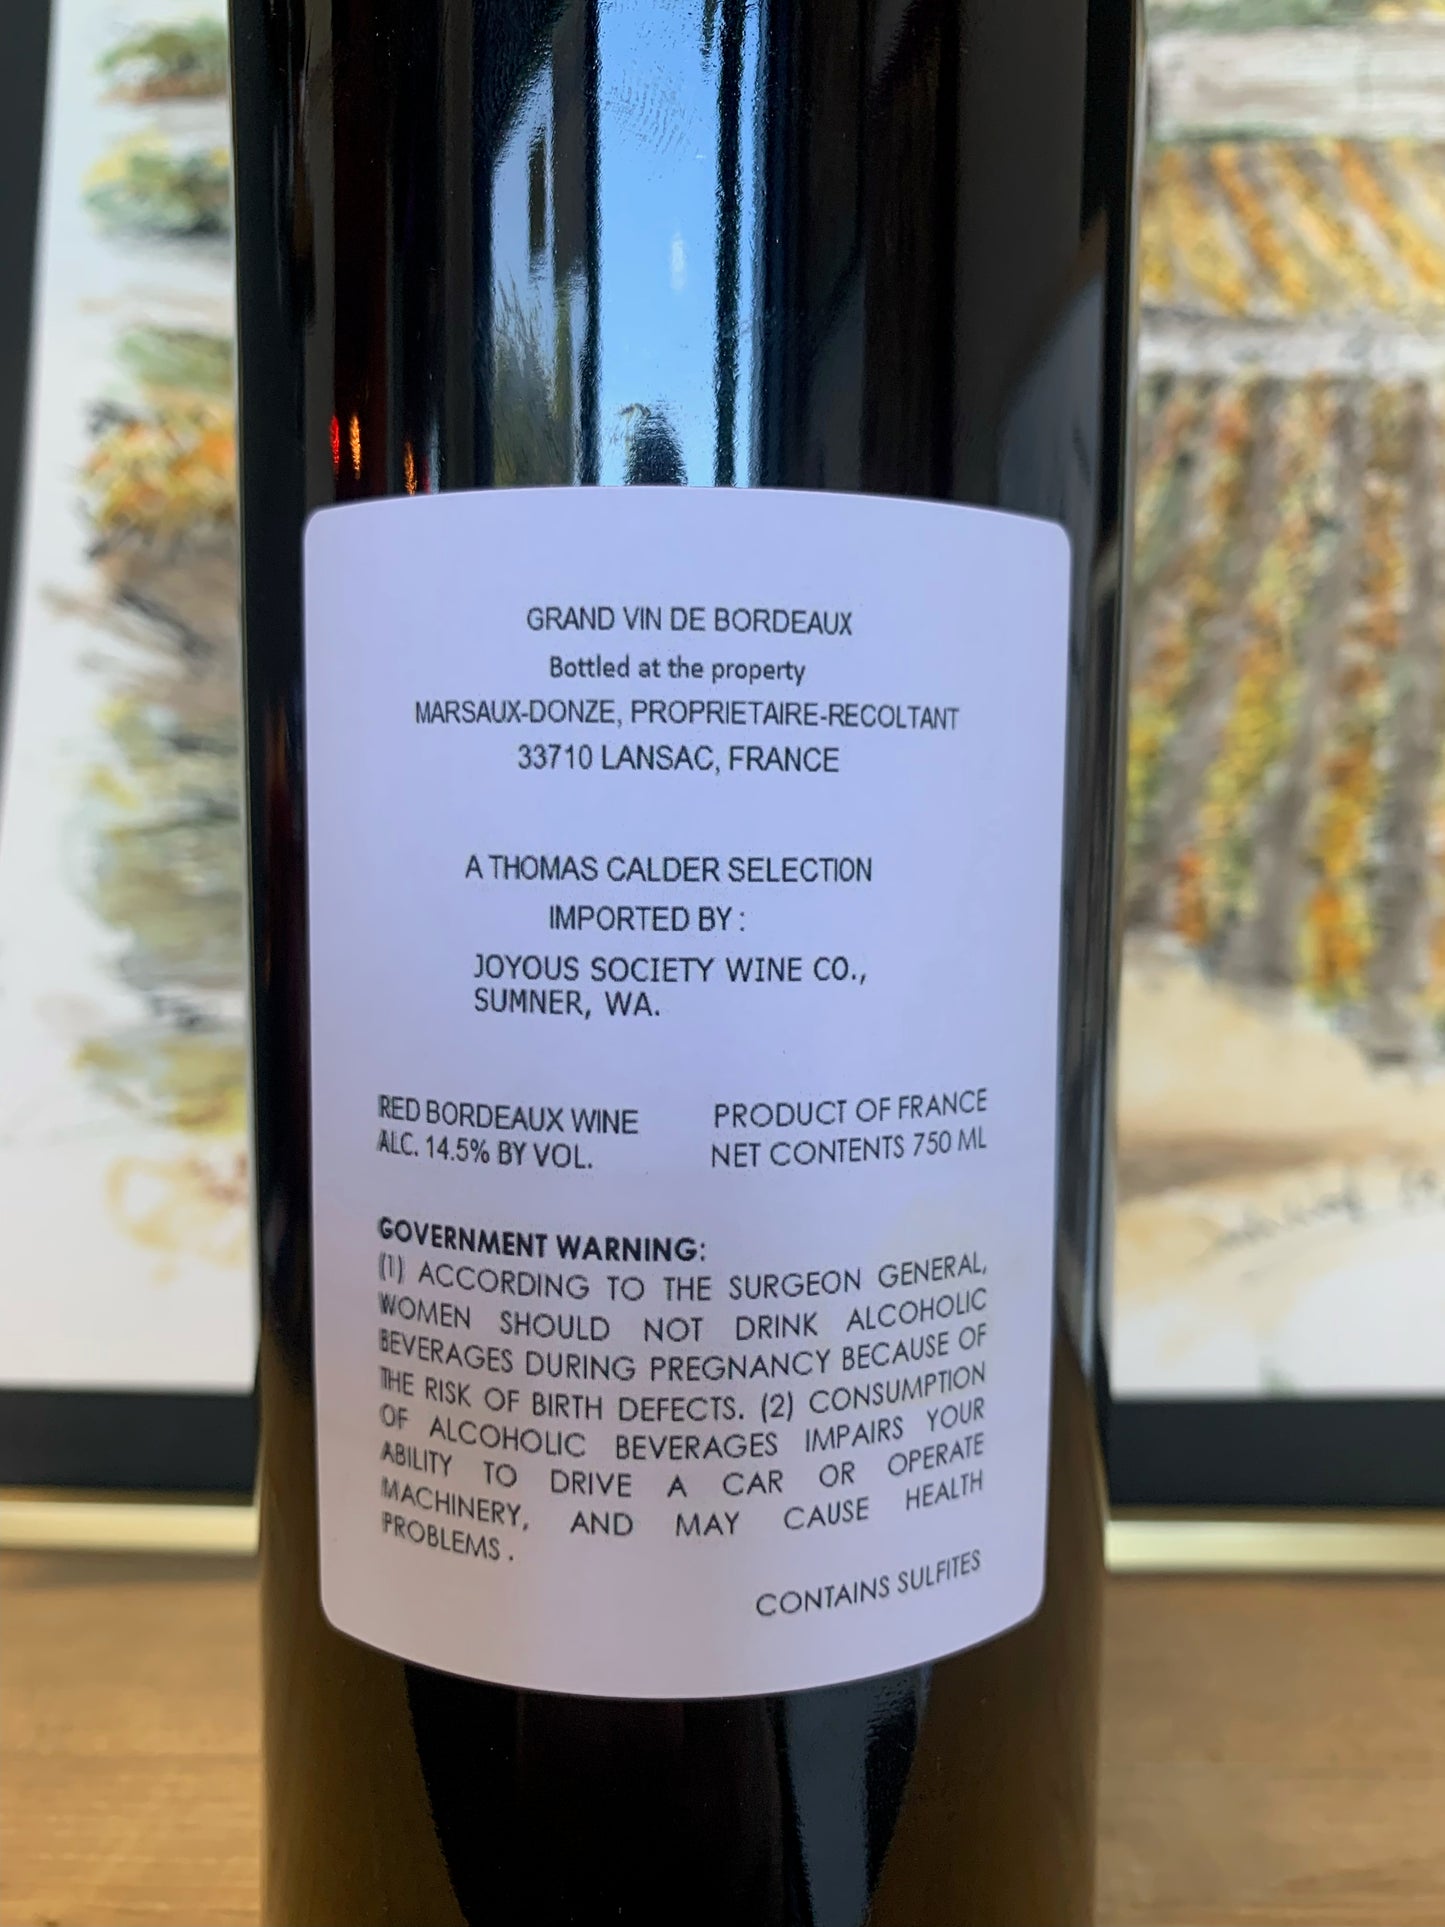 GRAND VIN DE BORDEAUX
Bottled at the property
MARSAUX-DONZE, PROPRIETAIRE-RECOLTANT
33710 LANSAC, FRANCE
A THOMAS CALDER SELECTION
IMPORTED BY :
JOYOUS SOCIETY WINE CO.,
SUMNER, WA.
RED BORDEAUX WINE
ALC. 14.5% BY VOL.
PRODUCT OF FRANCE
NET CONTENTS 750 ML
GOVERNMENT WARNING:
(1) ACCORDING TO THE SURGEON GENERAL,
WOMEN SHOULD NOT DRINK ALCOHOLIC
BEVERAGES DURING PREGNANCY BECAUSE OF
THE RISK OF BIRTH DEFECTS. (2) CONSUMPTION
OF ALCOHOLIC BEVERAGES IMPAIRS YOUR
ABILITY TO DRIVE A CAR OR OPERATE
MACHINERY, AND MAY CAUSE HEALTH
PROBLEMS .
CONTAINS SULFITES